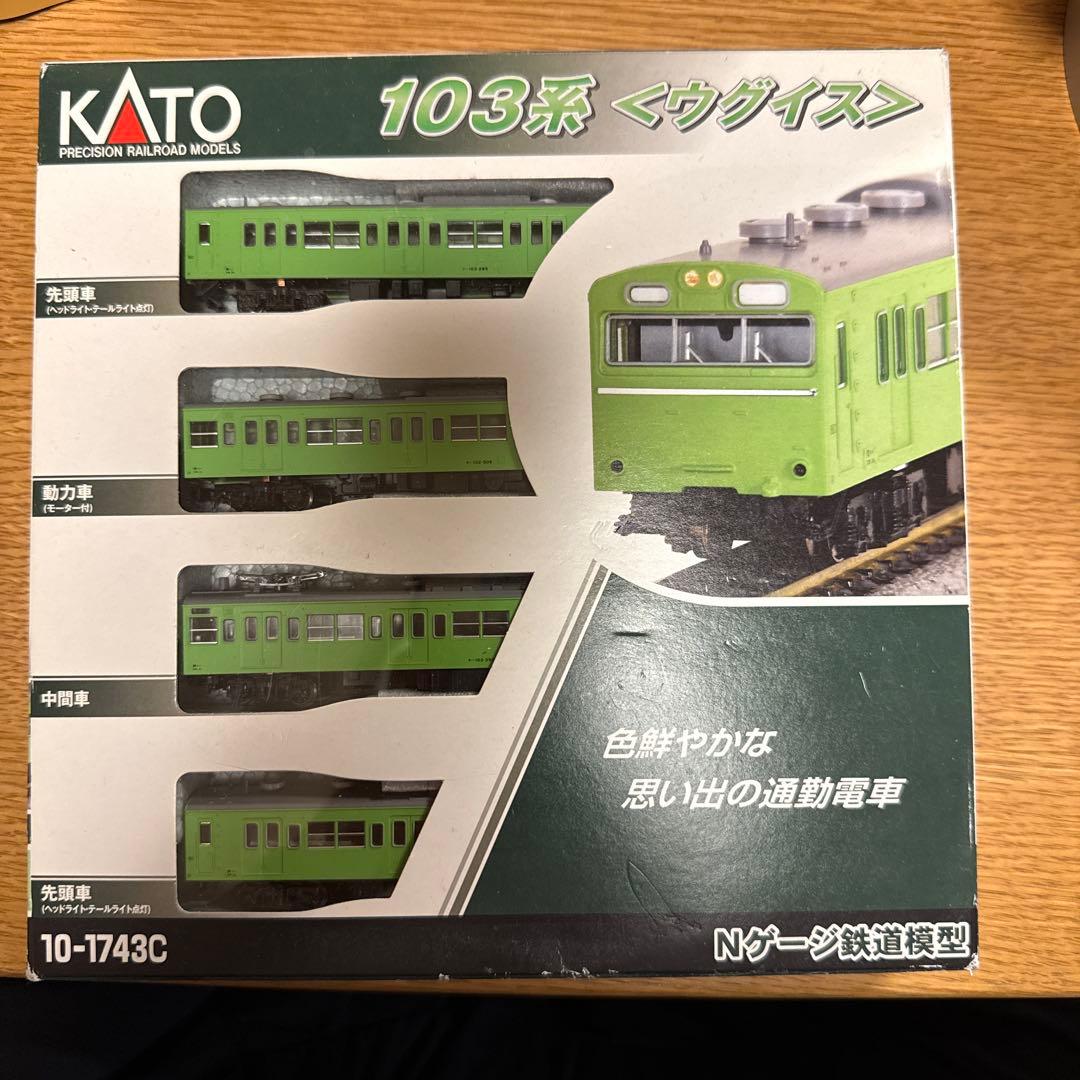 KATO
PRECISION RAILROAD MODELS
103系 <ウグイス>
先頭車
(ヘッドライト・テールライト点灯)
動力車
(モーター付)
中間車
色鮮やかな
思い出の通勤電車
先頭車
(ヘッドライト・テールライト点灯)
10-1743C
Nゲージ鉄道模型